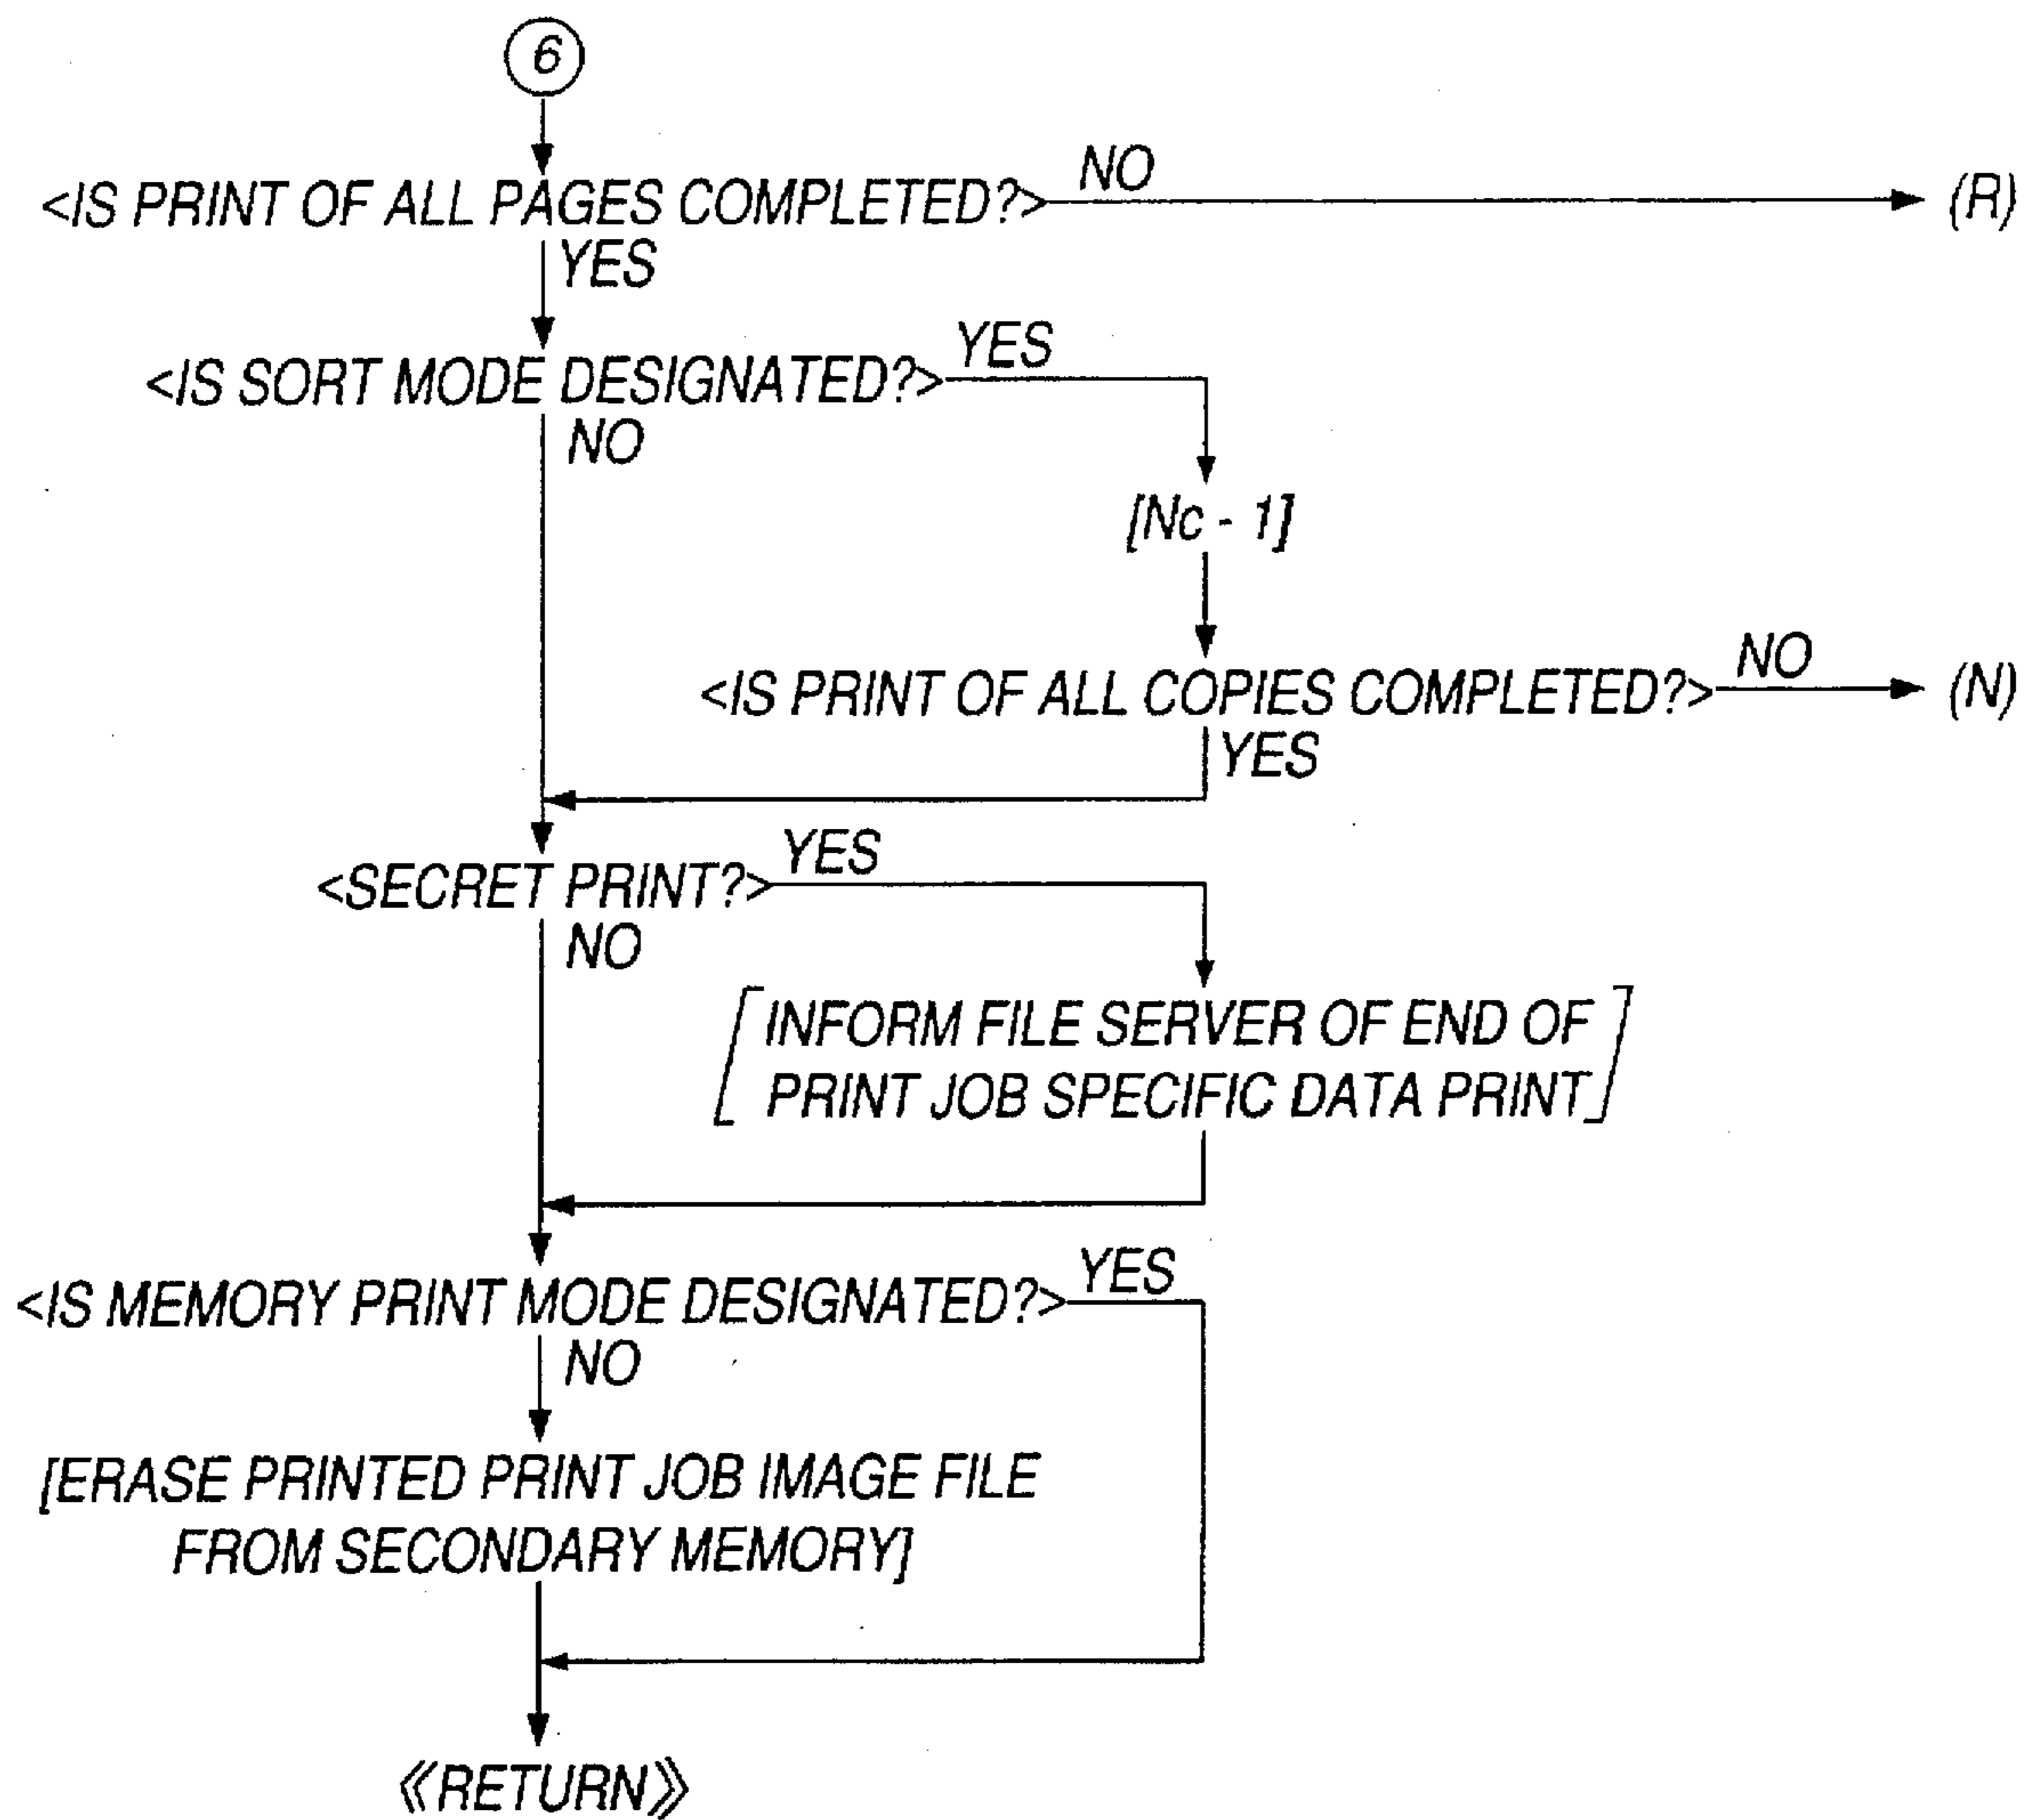 6
<IS PRINT OF ALL PAGES COMPLETED?> NO (R)
YES
<IS SORT MODE DESIGNATED?> YES
NO
[Nc - 1]
<IS PRINT OF ALL COPIES COMPLETED?> NO (N)
YES
<SECRET PRINT?> YES
NO
[INFORM FILE SERVER OF END OF
PRINT JOB SPECIFIC DATA PRINT]
<IS MEMORY PRINT MODE DESIGNATED?> YES
NO
[ERASE PRINTED PRINT JOB IMAGE FILE
FROM SECONDARY MEMORY]
《RETURN》